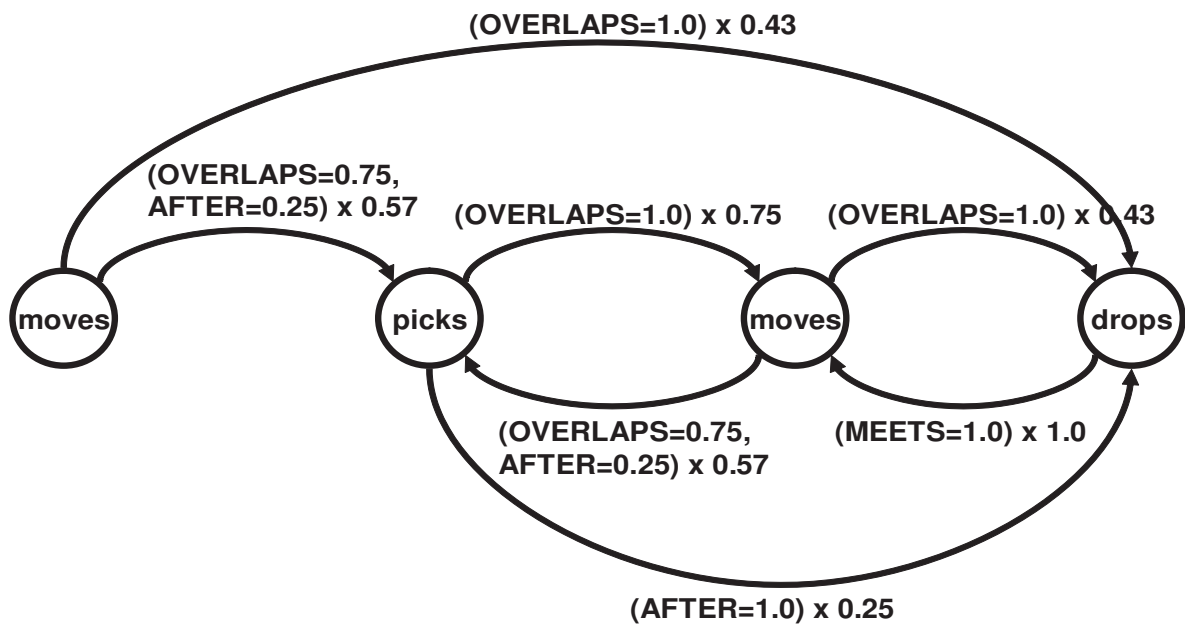 (OVERLAPS=1.0) x 0.43
(OVERLAPS=0.75,
AFTER=0.25) x 0.57
(OVERLAPS=1.0) x 0.75
(OVERLAPS=1.0) x 0.43
moves
picks
moves
drops
(OVERLAPS=0.75,
AFTER=0.25) x 0.57
(MEETS=1.0) x 1.0
(AFTER=1.0) x 0.25